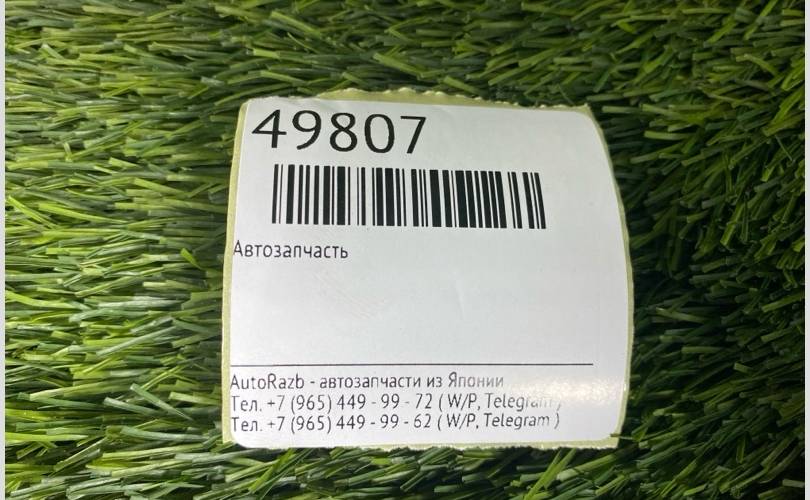 49807
Автозапчасть
AutoRazb - автозапчасти из Японии
Тел. +7 (965) 449 - 99 - 72 ( W/P, Telegram )
Тел. +7 (965) 449 - 99 - 62 ( W/P, Telegram )